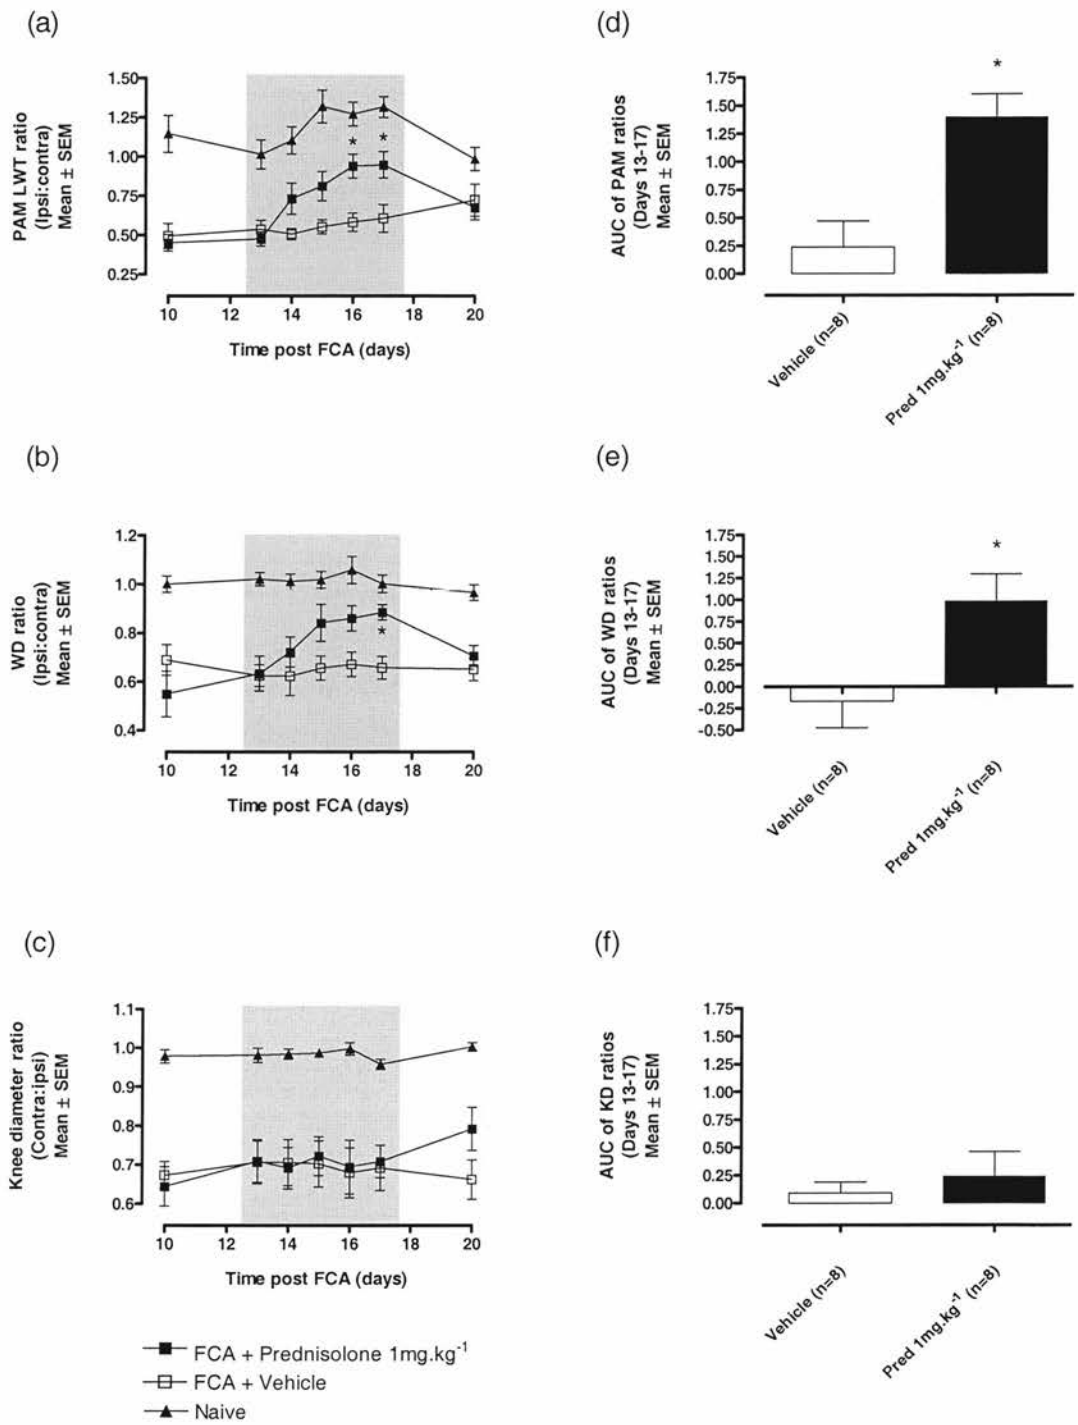 (a)
PAM LWT ratio
(Ipsi:contra)
Mean ± SEM
1.50
1.25
1.00
0.75
0.50
0.25
* *
10 12 14 16 18 20
Time post FCA (days)
(d)
AUC of PAM ratios
(Days 13-17)
Mean ± SEM
1.75
1.50
1.25
1.00
0.75
0.50
0.25
0.00
*
Vehicle (n=8)
Pred 1mg.kg-1 (n=8)
(b)
WD ratio
(Ipsi:contra)
Mean ± SEM
1.2
1.0
0.8
0.6
0.4
*
10 12 14 16 18 20
Time post FCA (days)
(e)
AUC of WD ratios
(Days 13-17)
Mean ± SEM
1.75
1.50
1.25
1.00
0.75
0.50
0.25
0.00
-0.25
-0.50
*
Vehicle (n=8)
Pred 1mg.kg-1 (n=8)
(c)
Knee diameter ratio
(Contra:ipsi)
Mean ± SEM
1.1
1.0
0.9
0.8
0.7
0.6
10 12 14 16 18 20
Time post FCA (days)
(f)
AUC of KD ratios
(Days 13-17)
Mean ± SEM
1.75
1.50
1.25
1.00
0.75
0.50
0.25
0.00
Vehicle (n=8)
Pred 1mg.kg-1 (n=8)
FCA + Prednisolone 1mg.kg-1
FCA + Vehicle
Naive